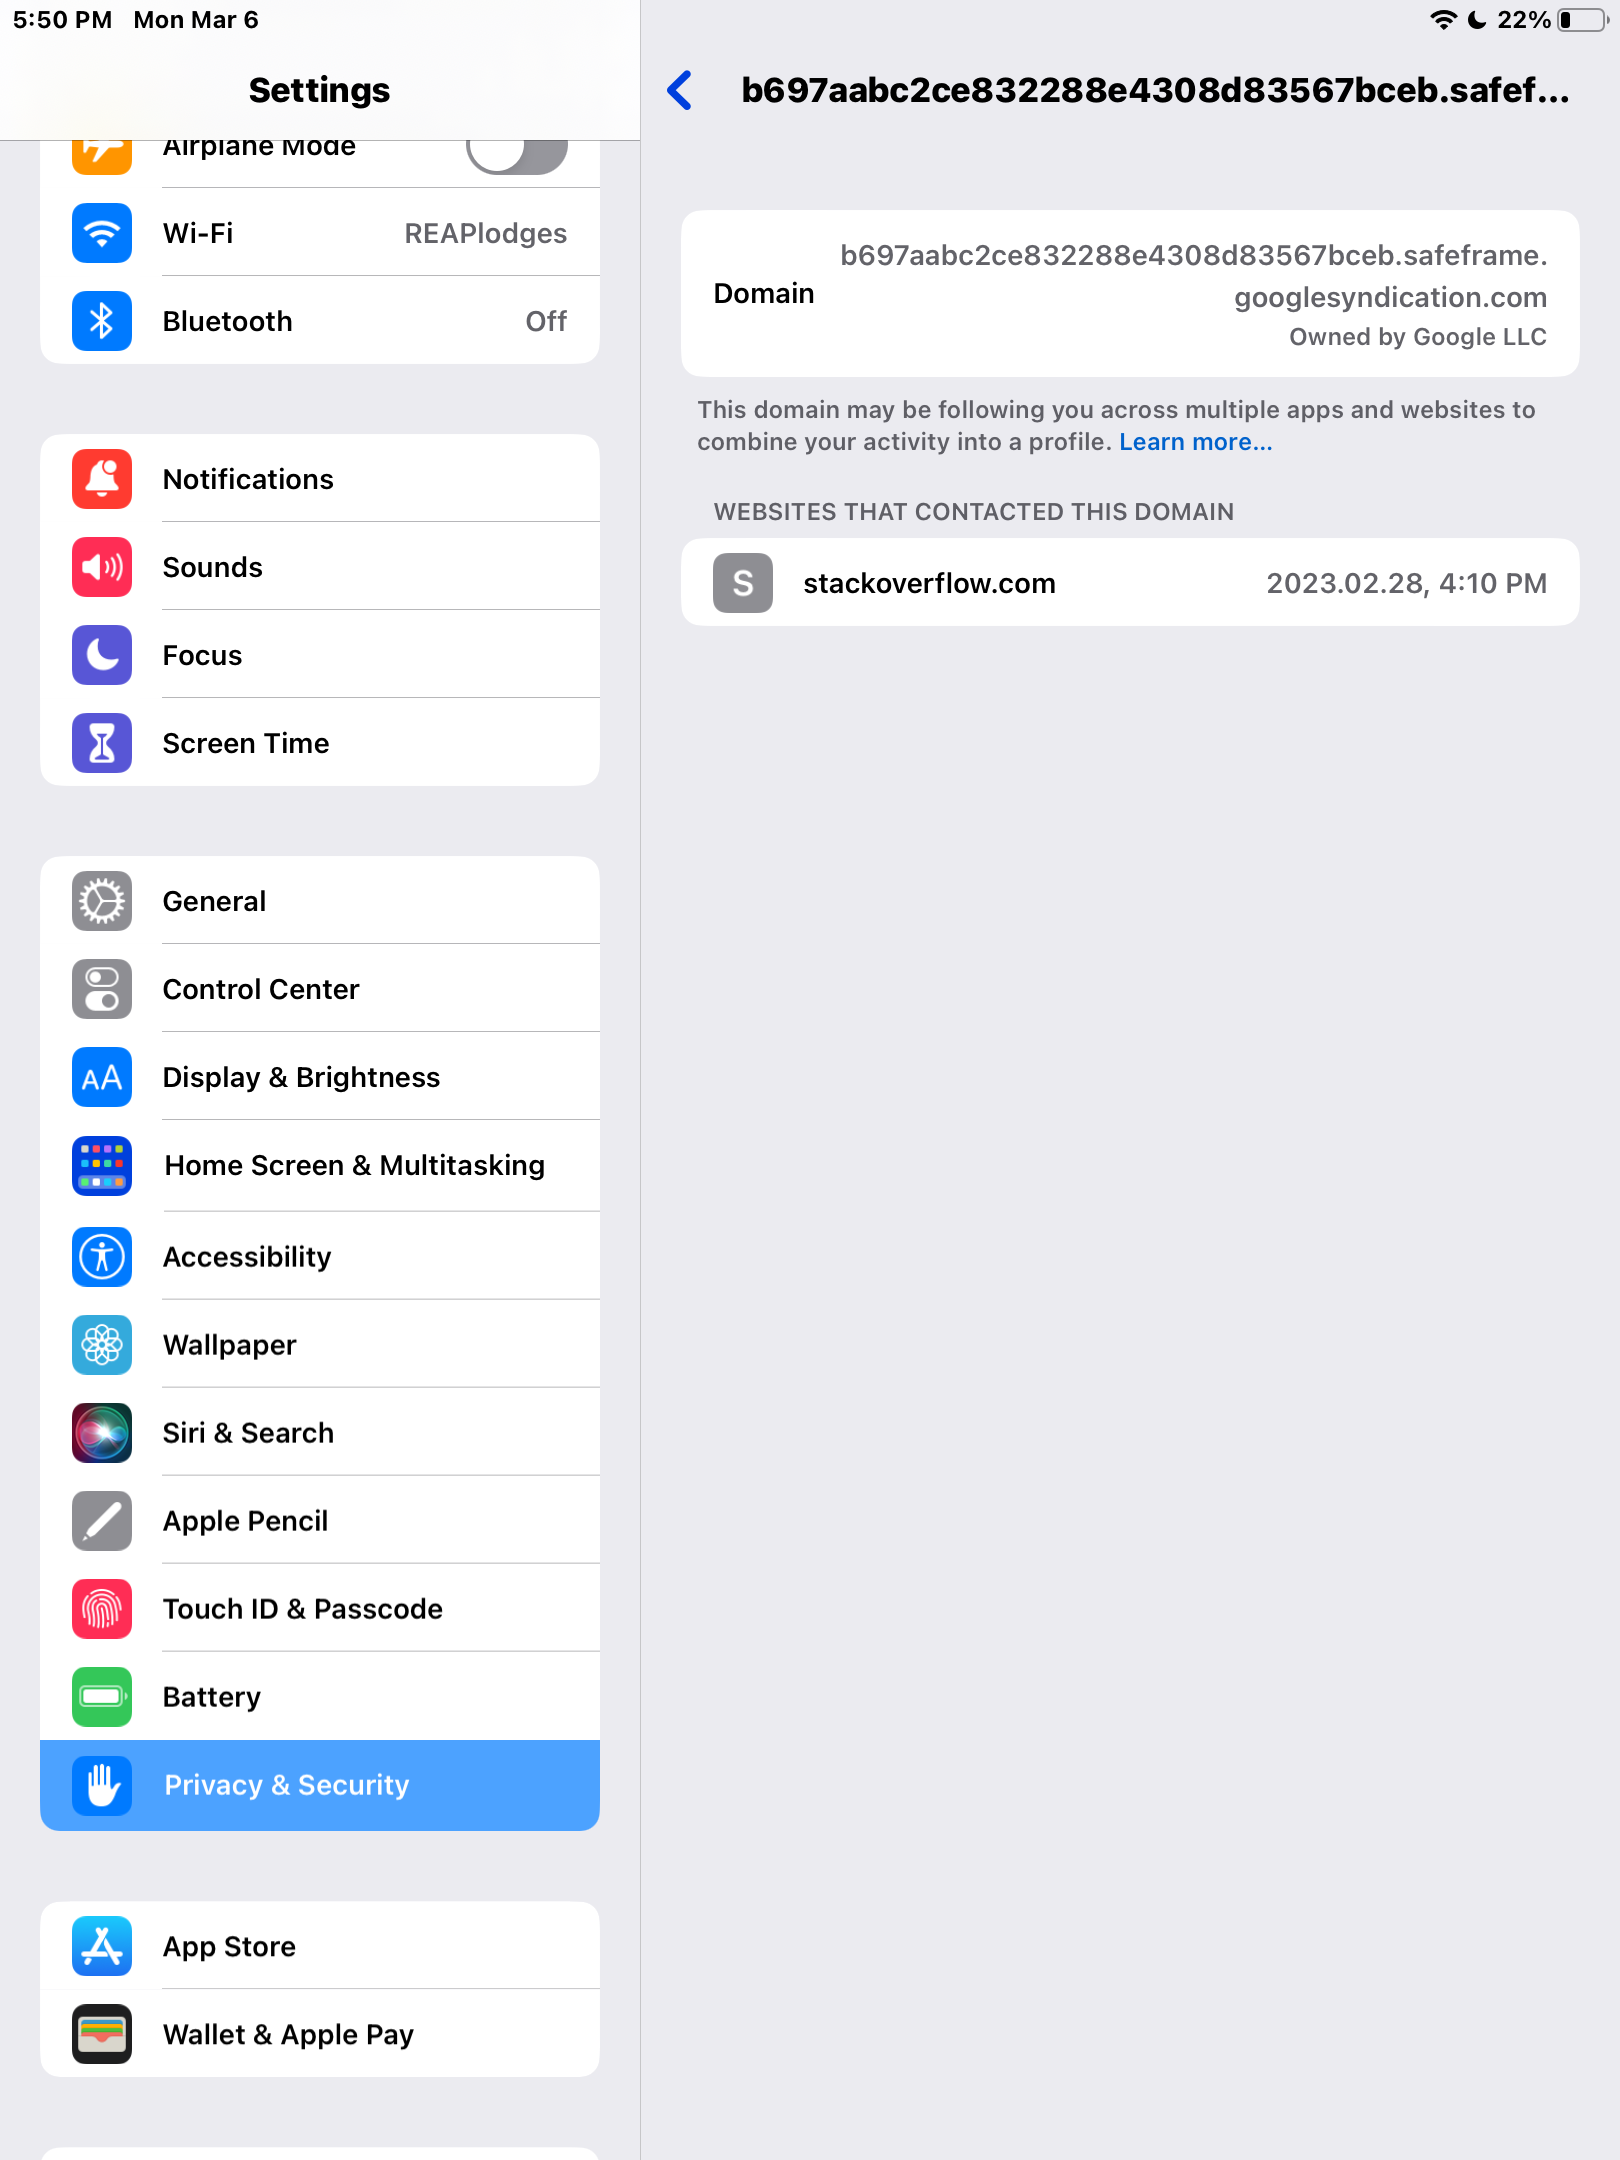 5:50 PM Mon Mar 6
22%
Settings
Airplane Mode
Wi-Fi REAPlodges
Bluetooth Off
Notifications
Sounds
Focus
Screen Time
General
Control Center
AA Display & Brightness
Home Screen & Multitasking
Accessibility
Wallpaper
Siri & Search
Apple Pencil
Touch ID & Passcode
Battery
Privacy & Security
App Store
Wallet & Apple Pay
b697aabc2ce832288e4308d83567bceb.safef...
Domain
b697aabc2ce832288e4308d83567bceb.safeframe.
googlesyndication.com
Owned by Google LLC
This domain may be following you across multiple apps and websites to
combine your activity into a profile. Learn more...
WEBSITES THAT CONTACTED THIS DOMAIN
S stackoverflow.com 2023.02.28, 4:10 PM